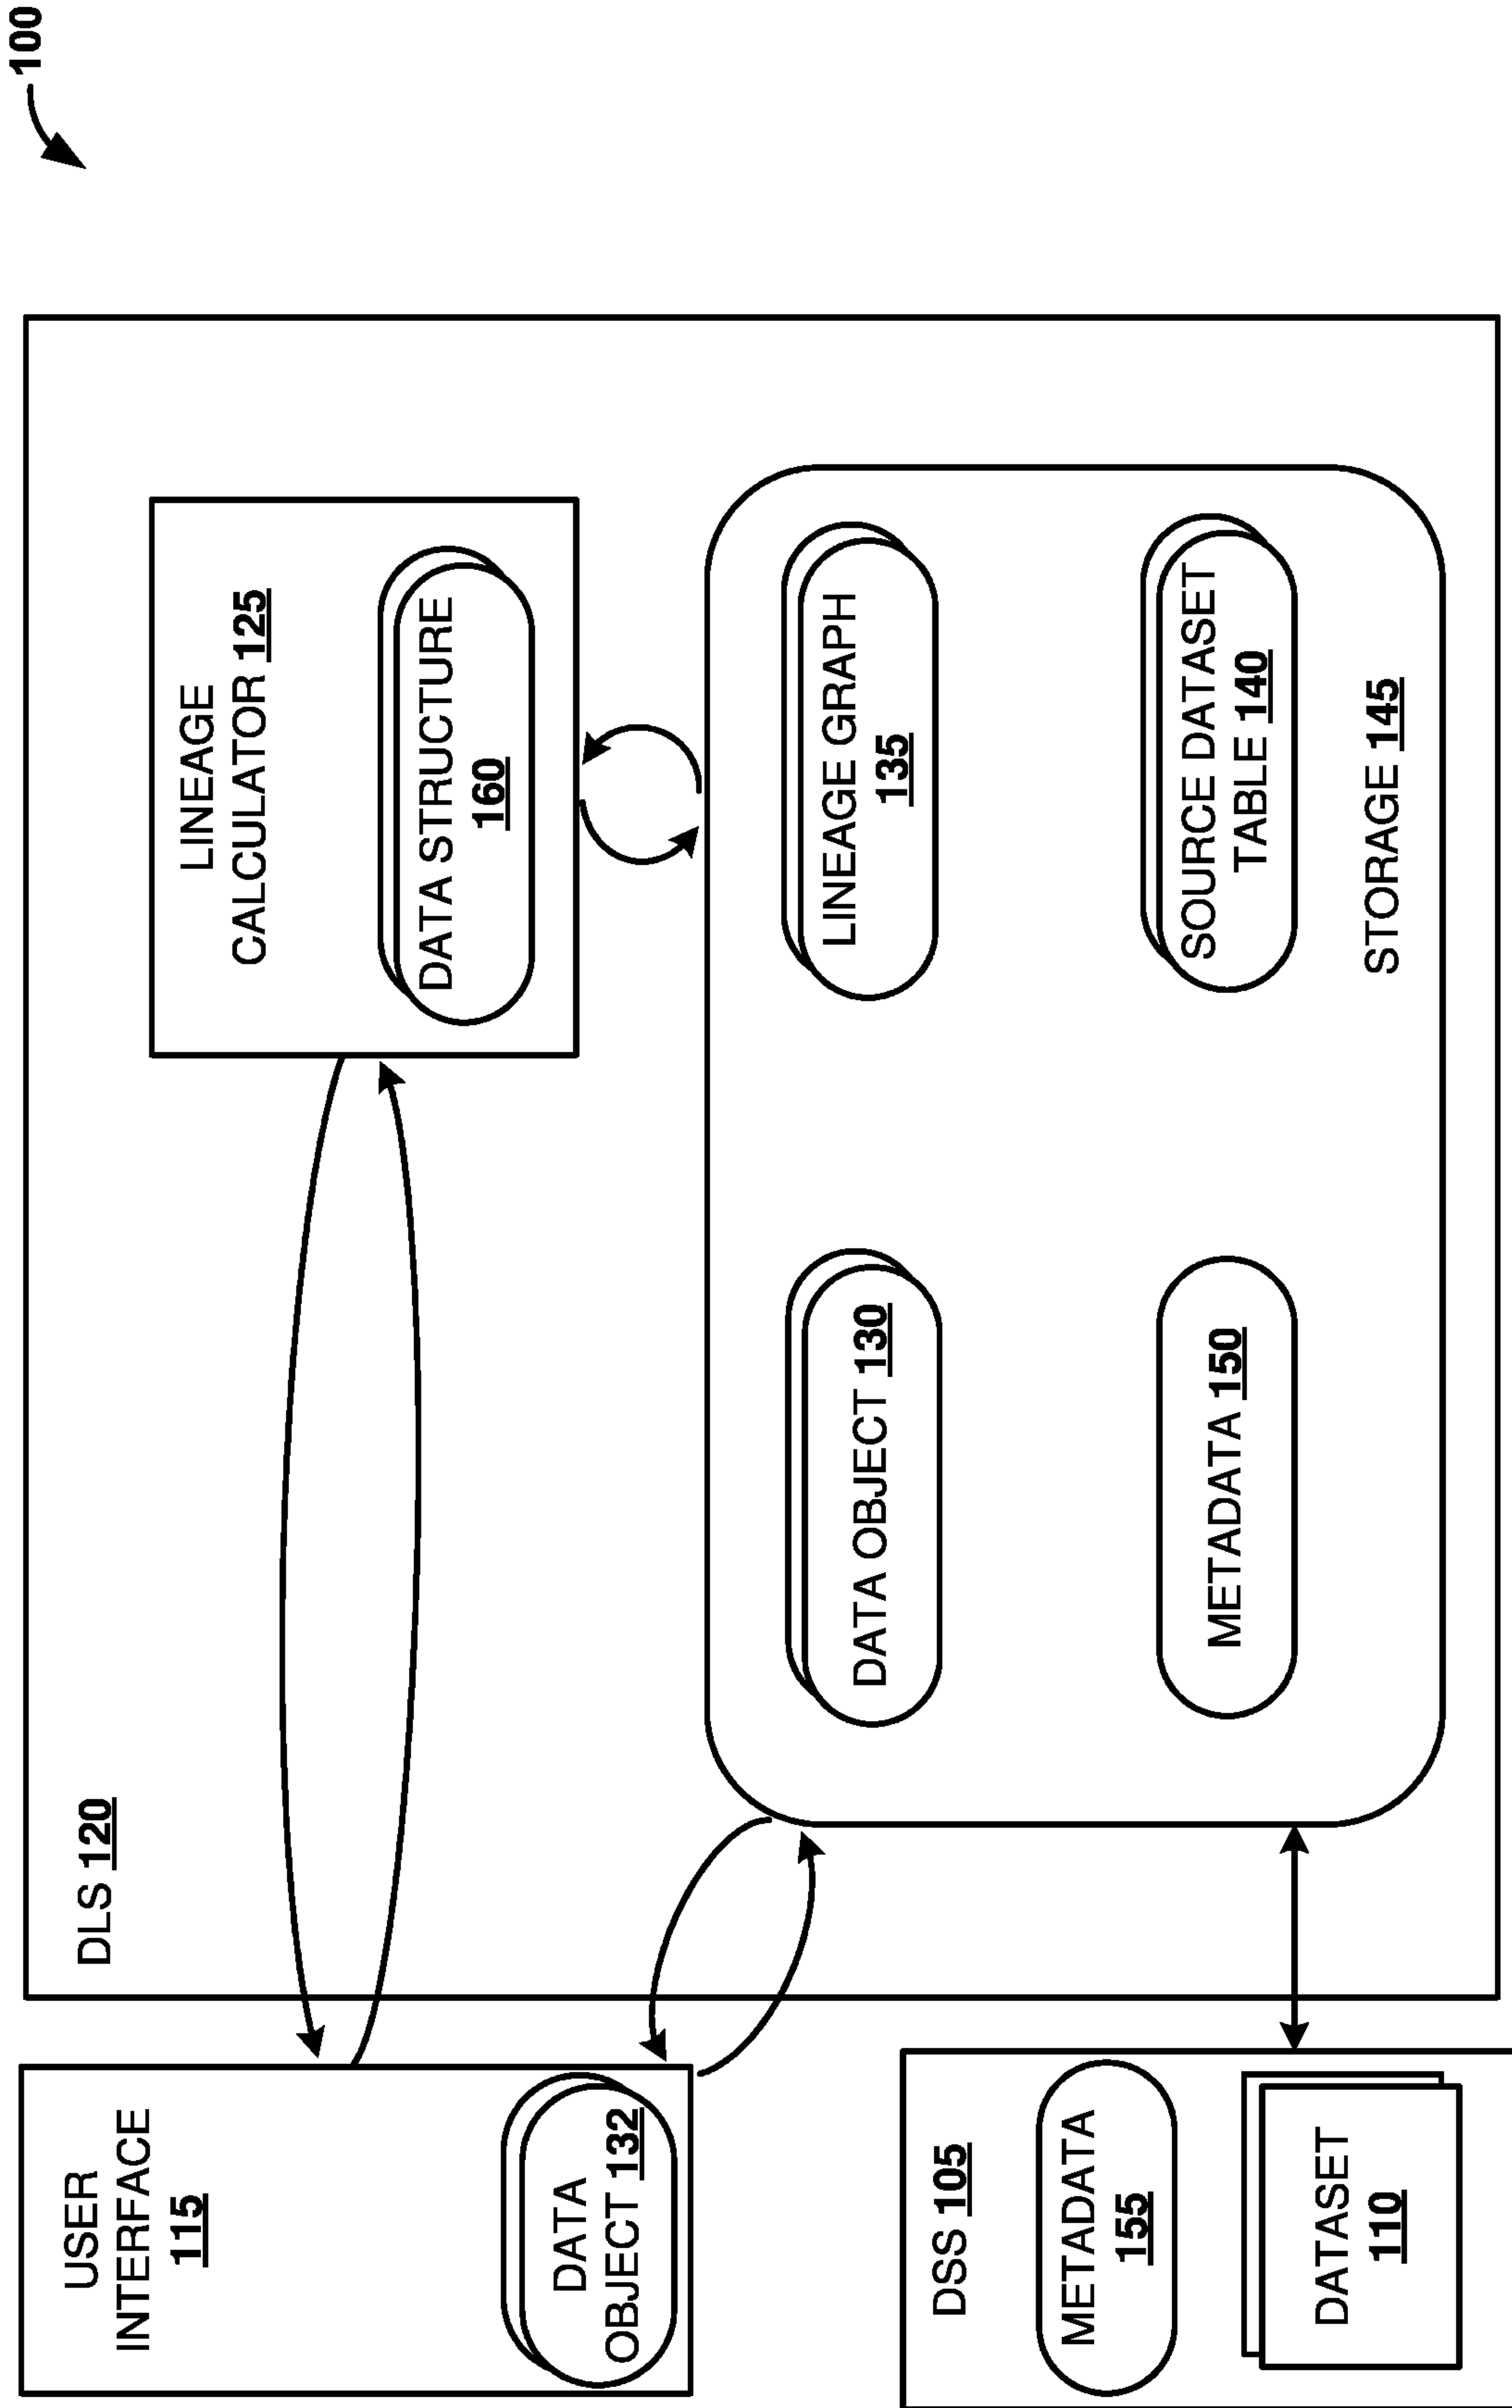 100
USER
INTERFACE
115
DATA
OBJECT 132
DSS 105
METADATA
155
DATASET
110
DLS 120
LINEAGE
CALCULATOR 125
DATA STRUCTURE
160
DATA OBJECT 130
LINEAGE GRAPH
135
METADATA 150
SOURCE DATASET
TABLE 140
STORAGE 145